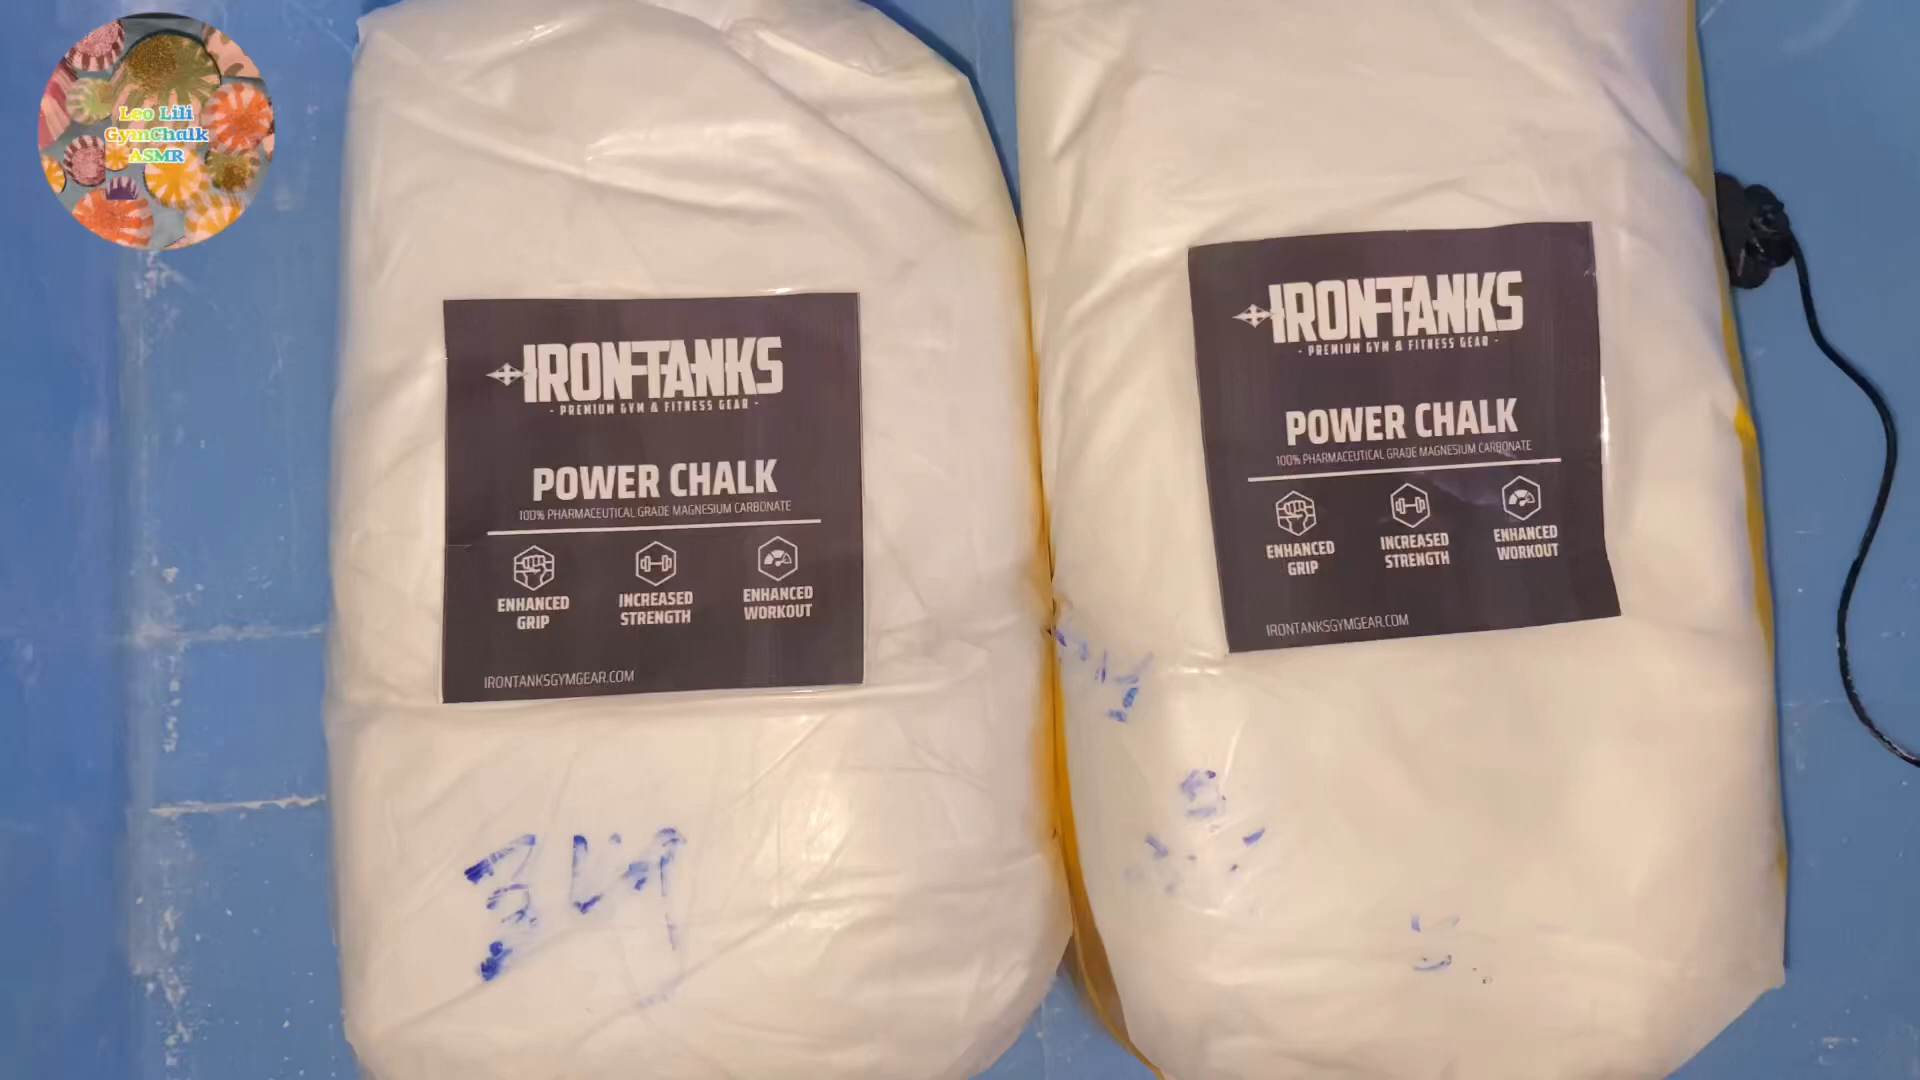 Leo Lili
GymChalk
ASMR
IRONTANKS
- PREMIUM GYM & FITNESS GEAR -
POWER CHALK
100% PHARMACEUTICAL GRADE MAGNESIUM CARBONATE
ENHANCED
GRIP
INCREASED
STRENGTH
ENHANCED
WORKOUT
IRONTANKSGYMGEAR.COM
IRONTANKS
- PREMIUM GYM & FITNESS GEAR -
POWER CHALK
100% PHARMACEUTICAL GRADE MAGNESIUM CARBONATE
ENHANCED
GRIP
INCREASED
STRENGTH
ENHANCED
WORKOUT
IRONTANKSGYMGEAR.COM